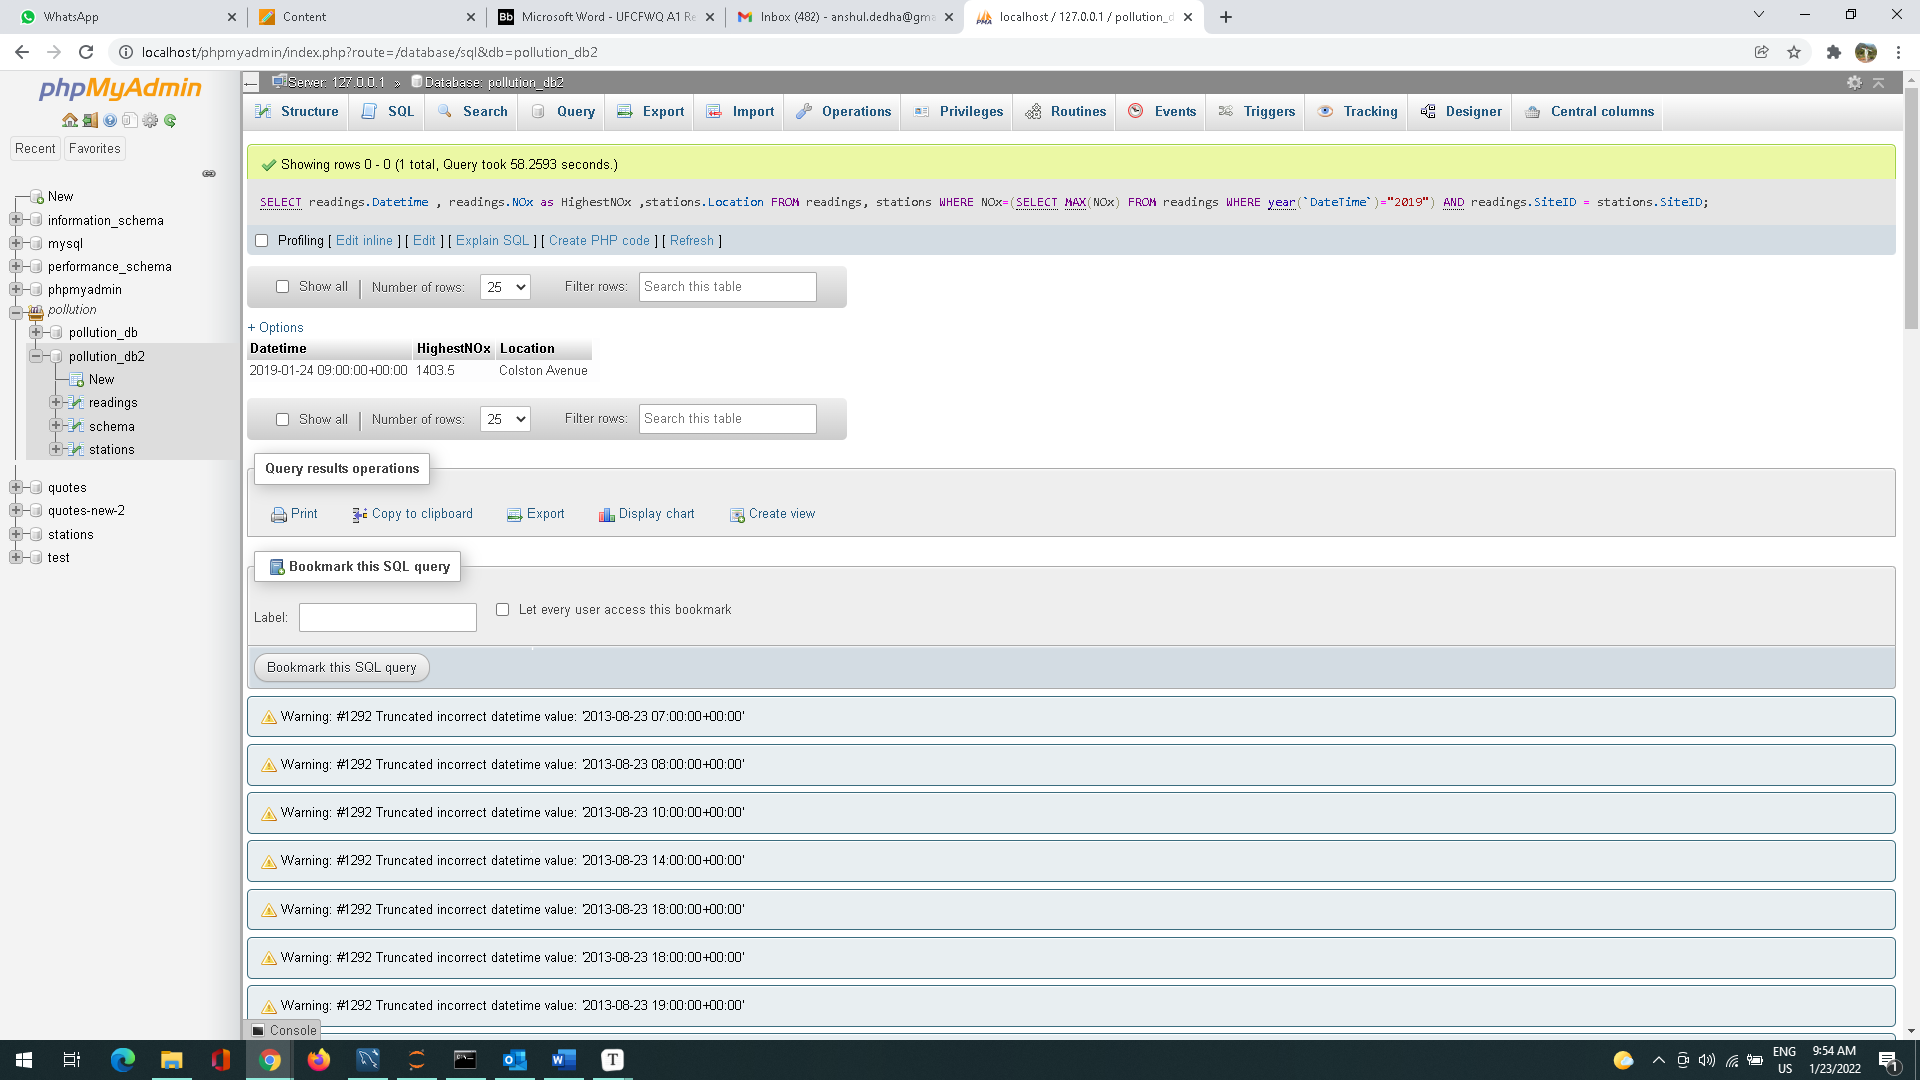 WhatsApp
Content
Microsoft Word - UFCFWQ A1 Re
Inbox (482) - anshul.dedha@gma
localhost / 127.0.0.1 / pollution_d
localhost/phpmyadmin/index.php?route=/database/sql&db=pollution_db2
phpMyAdmin
Recent
Favorites
New
information_schema
mysql
performance_schema
phpmyadmin
pollution
pollution_db
pollution_db2
New
readings
schema
stations
quotes
quotes-new-2
stations
test
Server: 127.0.0.1 » Database: pollution_db2
Structure SQL Search Query Export Import Operations Privileges Routines Events Triggers Tracking Designer Central columns
Showing rows 0 - 0 (1 total, Query took 58.2593 seconds.)
SELECT readings.Datetime , readings.NOx as HighestNOx ,stations.Location FROM readings, stations WHERE NOx=(SELECT MAX(NOx) FROM readings WHERE year(`DateTime`)="2019") AND readings.SiteID = stations.SiteID;
Profiling [ Edit inline ] [ Edit ] [ Explain SQL ] [ Create PHP code ] [ Refresh ]
Show all Number of rows: 25 Filter rows: Search this table
+ Options
Datetime HighestNOx Location
2019-01-24 09:00:00+00:00 1403.5 Colston Avenue
Show all Number of rows: 25 Filter rows: Search this table
Query results operations
Print Copy to clipboard Export Display chart Create view
Bookmark this SQL query
Label: Let every user access this bookmark
Bookmark this SQL query
Warning: #1292 Truncated incorrect datetime value: '2013-08-23 07:00:00+00:00'
Warning: #1292 Truncated incorrect datetime value: '2013-08-23 08:00:00+00:00'
Warning: #1292 Truncated incorrect datetime value: '2013-08-23 10:00:00+00:00'
Warning: #1292 Truncated incorrect datetime value: '2013-08-23 14:00:00+00:00'
Warning: #1292 Truncated incorrect datetime value: '2013-08-23 18:00:00+00:00'
Warning: #1292 Truncated incorrect datetime value: '2013-08-23 18:00:00+00:00'
Warning: #1292 Truncated incorrect datetime value: '2013-08-23 19:00:00+00:00'
Console
ENG
US
9:54 AM
1/23/2022
1